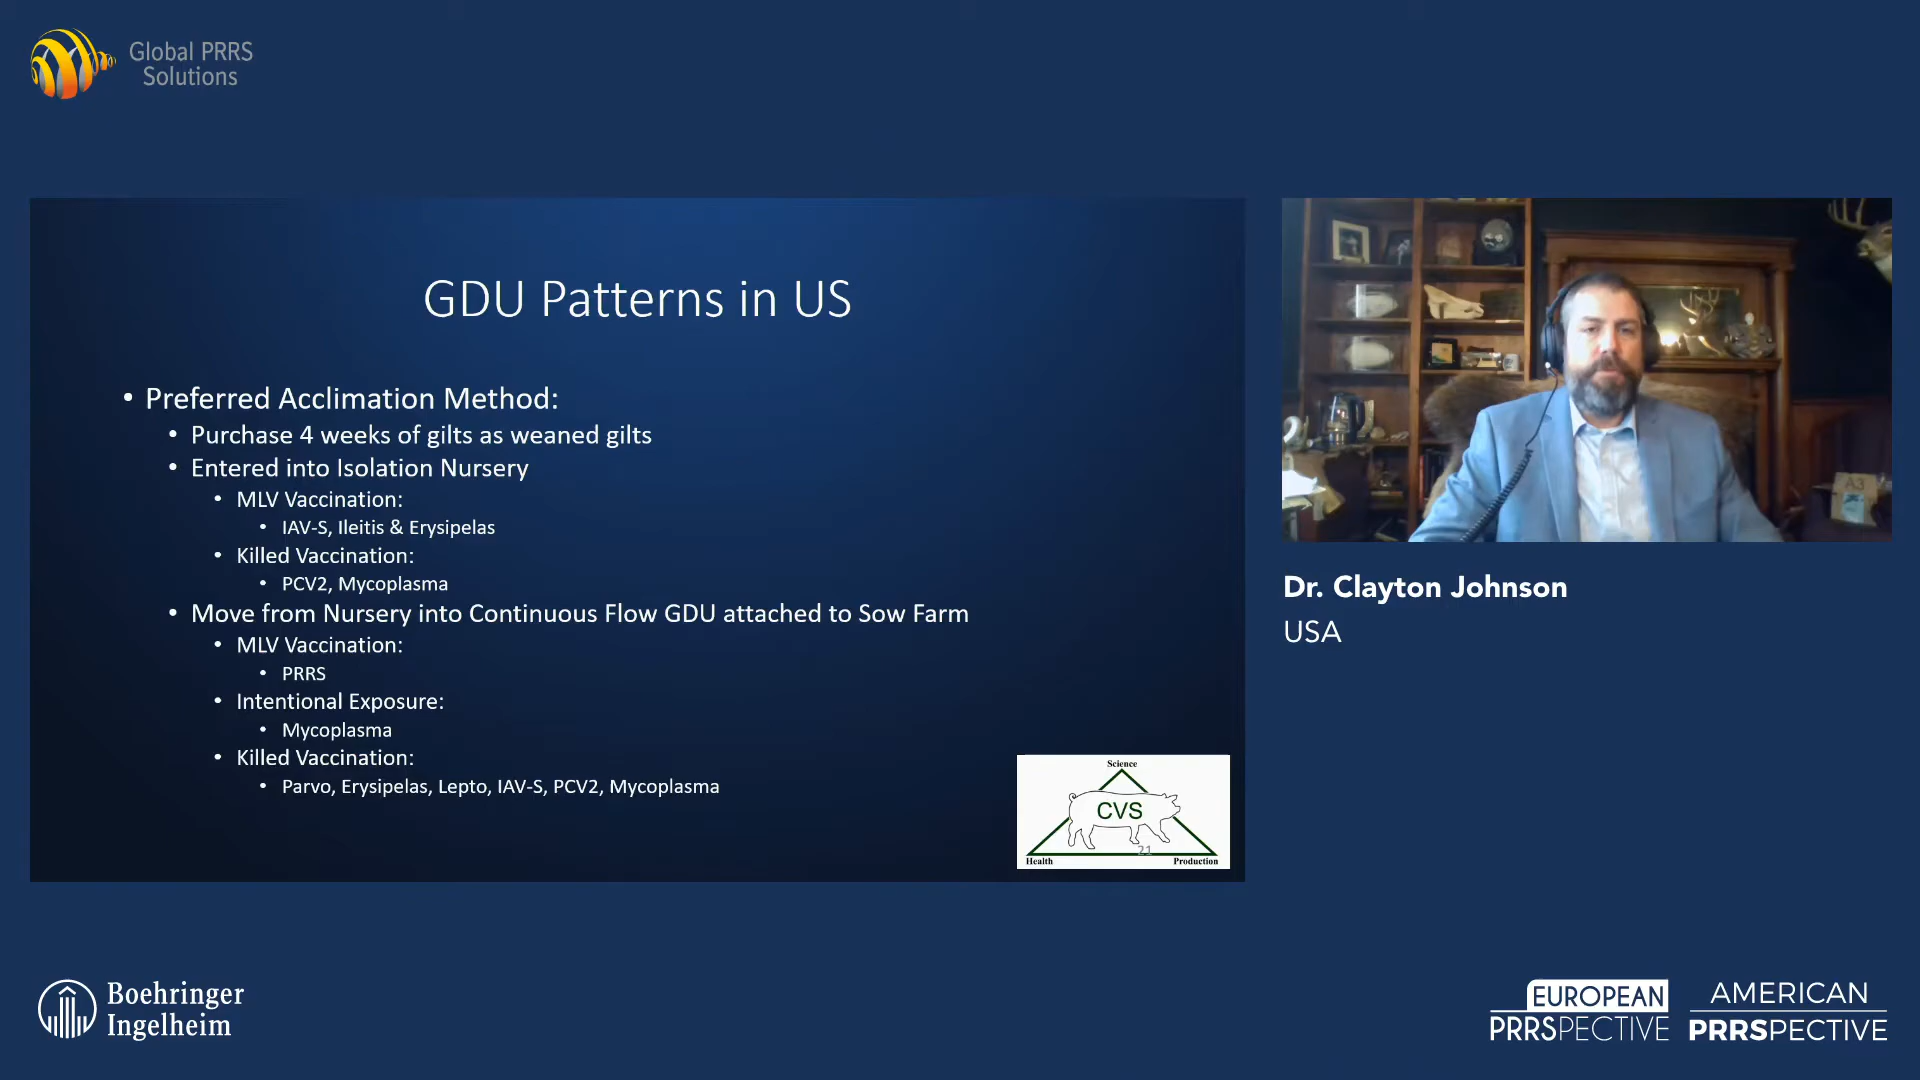 Global PRRS
Solutions
GDU Patterns in US
• Preferred Acclimation Method:
• Purchase 4 weeks of gilts as weaned gilts
• Entered into Isolation Nursery
• MLV Vaccination:
• IAV-S, Ileitis & Erysipelas
• Killed Vaccination:
• PCV2, Mycoplasma
• Move from Nursery into Continuous Flow GDU attached to Sow Farm
• MLV Vaccination:
• PRRS
• Intentional Exposure:
• Mycoplasma
• Killed Vaccination:
• Parvo, Erysipelas, Lepto, IAV-S, PCV2, Mycoplasma
Science
CVS
21
Health Production
Dr. Clayton Johnson
USA
Boehringer
Ingelheim
EUROPEAN
PRRSPECTIVE
AMERICAN
PRRSPECTIVE